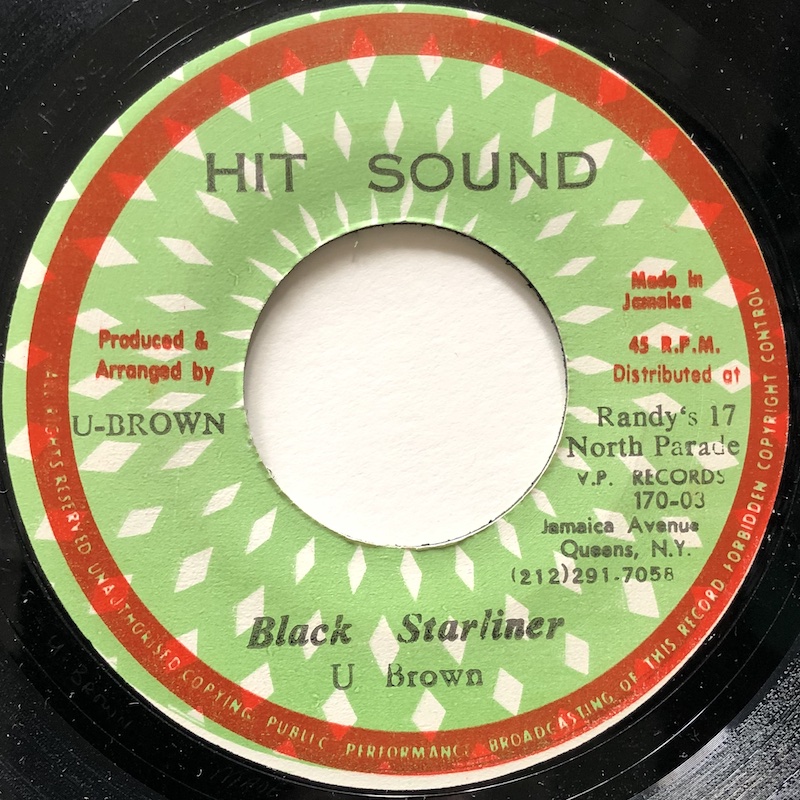 HIT SOUND
Produced &
Arranged by
U-BROWN
Made in
Jamaica
45 R.P.M.
Distributed at
Randy's 17
North Parade
V.P. RECORDS
170-03
Jamaica Avenue
Queens, N.Y.
(212)291-7058
Black Starliner
U Brown
ALL RIGHTS RESERVED UNAUTHORISED COPYING, PUBLIC PERFORMANCE BROADCASTING OF THIS RECORD FORBIDDEN COPYRIGHT CONTROL